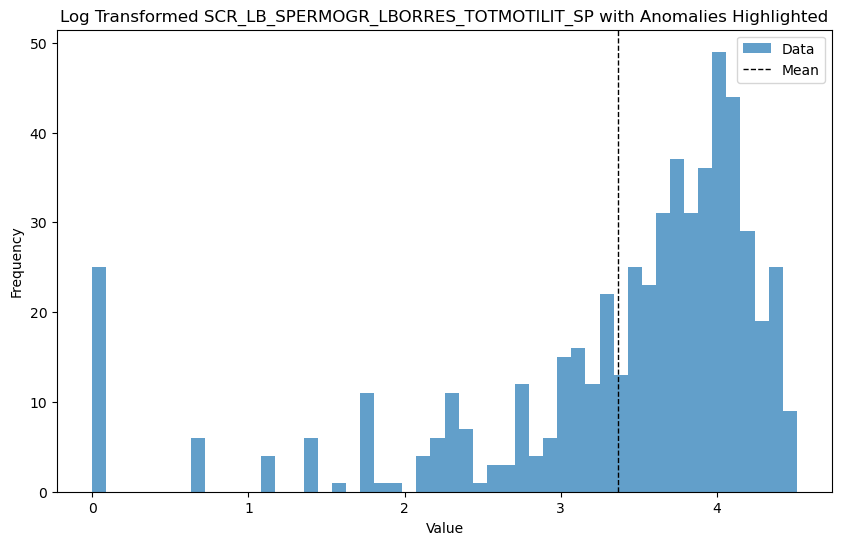 Log Transformed SCR_LB_SPERMOGR_LBORRES_TOTMOTILIT_SP with Anomalies Highlighted
Data
Mean
Frequency
50
40
30
20
10
0
0 1 2 3 4
Value